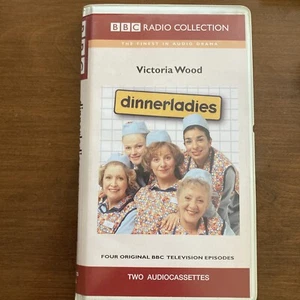 BBC RADIO COLLECTION
THE FINEST IN AUDIO DRAMA
Victoria Wood
dinnerladies
FOUR ORIGINAL BBC TELEVISION EPISODES
TWO AUDIOCASSETTES